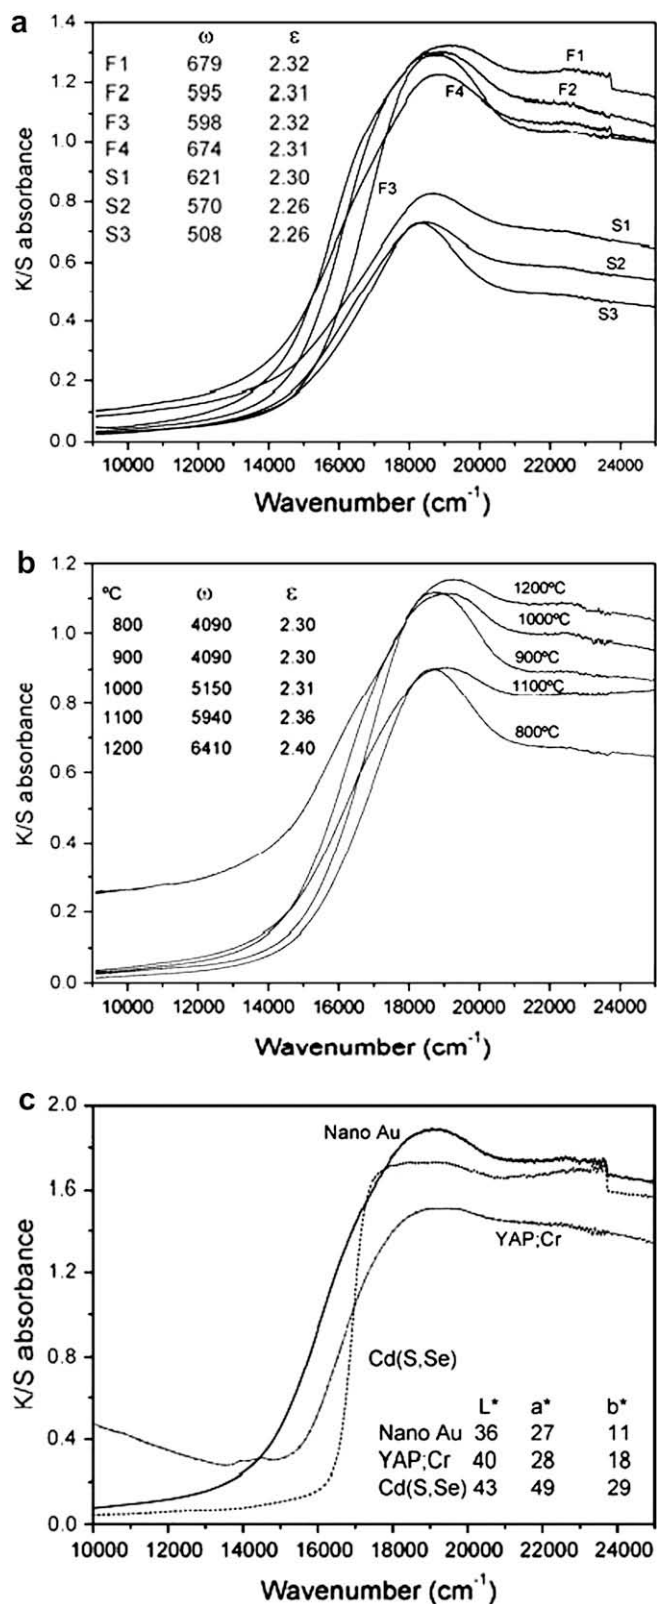 a
ω ε
F1 679 2.32
F2 595 2.31
F3 598 2.32
F4 674 2.31
S1 621 2.30
S2 570 2.26
S3 508 2.26
F1
F2
F4
F3
S1
S2
S3
K/S absorbance
1.4
1.2
1.0
0.8
0.6
0.4
0.2
0.0
10000 12000 14000 16000 18000 20000 22000 24000
Wavenumber (cm⁻¹)
b
ºC ω ε
800 4090 2.30
900 4090 2.30
1000 5150 2.31
1100 5940 2.36
1200 6410 2.40
1200ºC
1000ºC
900ºC
1100ºC
800ºC
K/S absorbance
1.2
1.0
0.8
0.6
0.4
0.2
0.0
10000 12000 14000 16000 18000 20000 22000 24000
Wavenumber (cm⁻¹)
c
Nano Au
YAP;Cr
Cd(S,Se)
L* a* b*
Nano Au 36 27 11
YAP;Cr 40 28 18
Cd(S,Se) 43 49 29
K/S absorbance
2.0
1.6
1.2
0.8
0.4
0.0
10000 12000 14000 16000 18000 20000 22000 24000
Wavenumber (cm⁻¹)